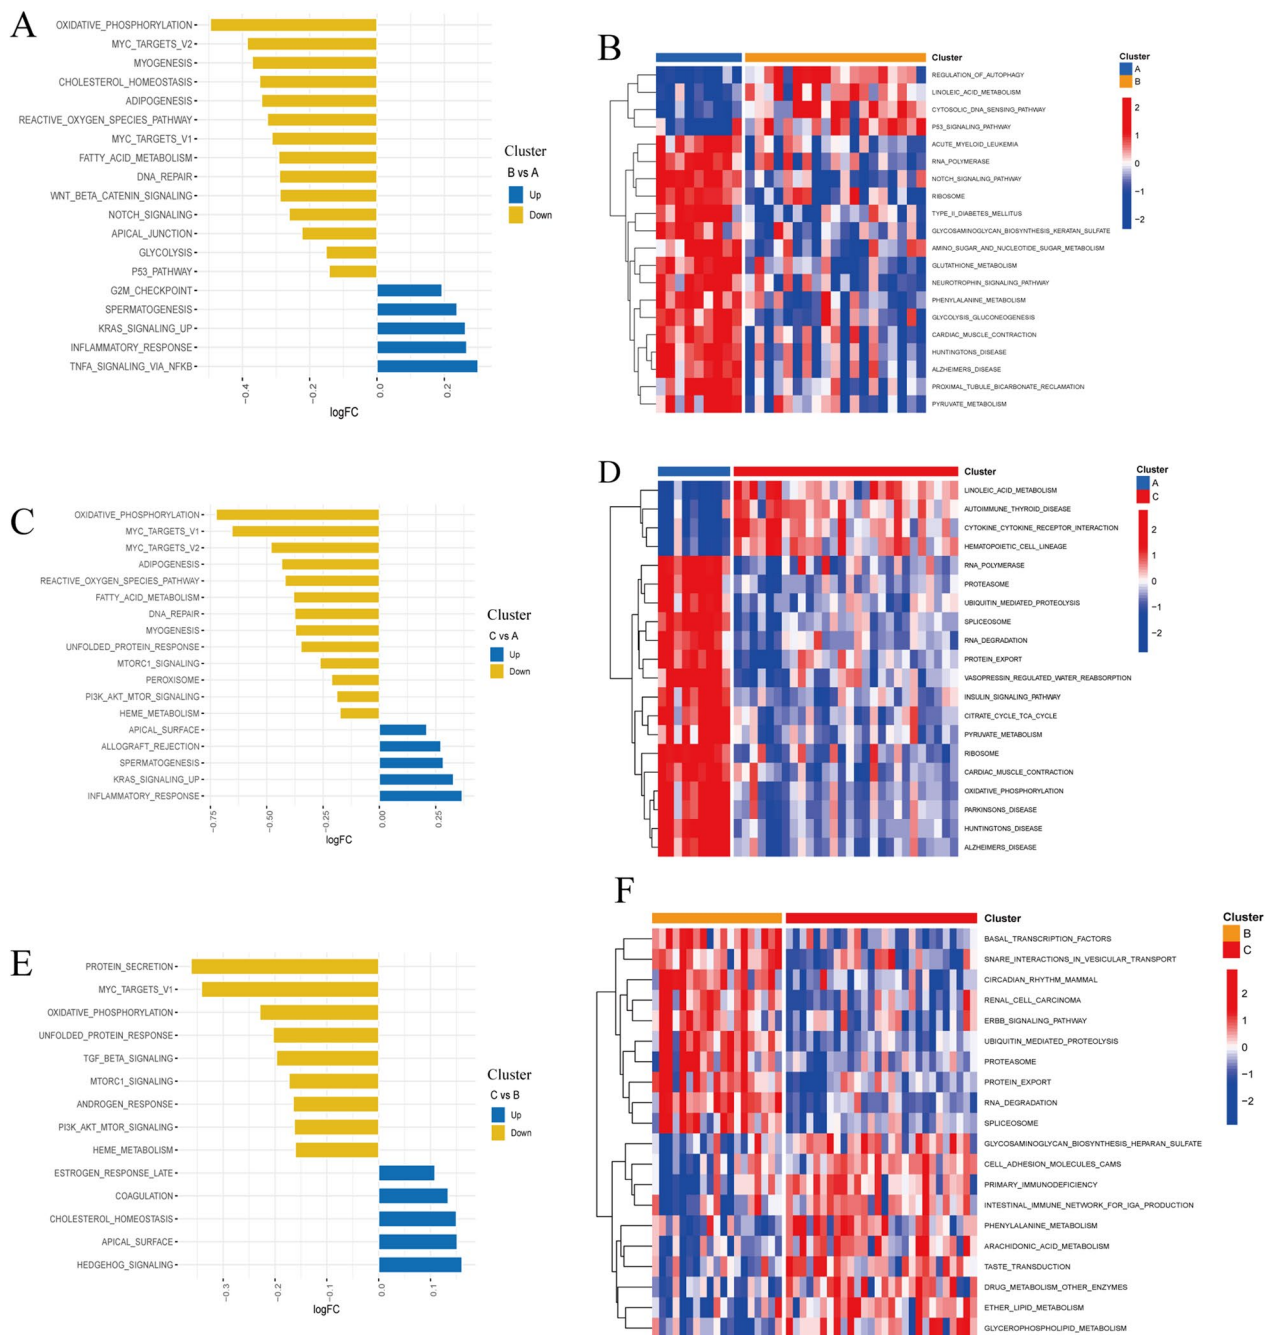 A
OXIDATIVE_PHOSPHORYLATION
MYC_TARGETS_V2
MYOGENESIS
CHOLESTEROL_HOMEOSTASIS
ADIPOGENESIS
REACTIVE_OXYGEN_SPECIES_PATHWAY
MYC_TARGETS_V1
FATTY_ACID_METABOLISM
DNA_REPAIR
WNT_BETA_CATENIN_SIGNALING
NOTCH_SIGNALING
APICAL_JUNCTION
GLYCOLYSIS
P53_PATHWAY
G2M_CHECKPOINT
SPERMATOGENESIS
KRAS_SIGNALING_UP
INFLAMMATORY_RESPONSE
TNFA_SIGNALING_VIA_NFKB
−0.4
−0.2
0.0
0.2
logFC
Cluster
B vs A
Up
Down
B
Cluster
REGULATION_OF_AUTOPHAGY
LINOLEIC_ACID_METABOLISM
CYTOSOLIC_DNA_SENSING_PATHWAY
P53_SIGNALING_PATHWAY
ACUTE_MYELOID_LEUKEMIA
RNA_POLYMERASE
NOTCH_SIGNALING_PATHWAY
RIBOSOME
TYPE_II_DIABETES_MELLITUS
GLYCOSAMINOGLYCAN_BIOSYNTHESIS_KERATAN_SULFATE
AMINO_SUGAR_AND_NUCLEOTIDE_SUGAR_METABOLISM
GLUTATHIONE_METABOLISM
NEUROTROPHIN_SIGNALING_PATHWAY
PHENYLALANINE_METABOLISM
GLYCOLYSIS_GLUCONEOGENESIS
CARDIAC_MUSCLE_CONTRACTION
HUNTINGTONS_DISEASE
ALZHEIMERS_DISEASE
PROXIMAL_TUBULE_BICARBONATE_RECLAMATION
PYRUVATE_METABOLISM
Cluster
A
B
2
1
0
−1
−2
C
OXIDATIVE_PHOSPHORYLATION
MYC_TARGETS_V1
MYC_TARGETS_V2
ADIPOGENESIS
REACTIVE_OXYGEN_SPECIES_PATHWAY
FATTY_ACID_METABOLISM
DNA_REPAIR
MYOGENESIS
UNFOLDED_PROTEIN_RESPONSE
MTORC1_SIGNALING
PEROXISOME
PI3K_AKT_MTOR_SIGNALING
HEME_METABOLISM
APICAL_SURFACE
ALLOGRAFT_REJECTION
SPERMATOGENESIS
KRAS_SIGNALING_UP
INFLAMMATORY_RESPONSE
−0.75
−0.50
−0.25
0.00
0.25
logFC
Cluster
C vs A
Up
Down
D
Cluster
LINOLEIC_ACID_METABOLISM
AUTOIMMUNE_THYROID_DISEASE
CYTOKINE_CYTOKINE_RECEPTOR_INTERACTION
HEMATOPOIETIC_CELL_LINEAGE
RNA_POLYMERASE
PROTEASOME
UBIQUITIN_MEDIATED_PROTEOLYSIS
SPLICEOSOME
RNA_DEGRADATION
PROTEIN_EXPORT
VASOPRESSIN_REGULATED_WATER_REABSORPTION
INSULIN_SIGNALING_PATHWAY
CITRATE_CYCLE_TCA_CYCLE
PYRUVATE_METABOLISM
RIBOSOME
CARDIAC_MUSCLE_CONTRACTION
OXIDATIVE_PHOSPHORYLATION
PARKINSONS_DISEASE
HUNTINGTONS_DISEASE
ALZHEIMERS_DISEASE
Cluster
A
C
2
1
0
−1
−2
E
PROTEIN_SECRETION
MYC_TARGETS_V1
OXIDATIVE_PHOSPHORYLATION
UNFOLDED_PROTEIN_RESPONSE
TGF_BETA_SIGNALING
MTORC1_SIGNALING
ANDROGEN_RESPONSE
PI3K_AKT_MTOR_SIGNALING
HEME_METABOLISM
ESTROGEN_RESPONSE_LATE
COAGULATION
CHOLESTEROL_HOMEOSTASIS
APICAL_SURFACE
HEDGEHOG_SIGNALING
−0.3
−0.2
−0.1
0.0
0.1
logFC
Cluster
C vs B
Up
Down
F
Cluster
BASAL_TRANSCRIPTION_FACTORS
SNARE_INTERACTIONS_IN_VESICULAR_TRANSPORT
CIRCADIAN_RHYTHM_MAMMAL
RENAL_CELL_CARCINOMA
ERBB_SIGNALING_PATHWAY
UBIQUITIN_MEDIATED_PROTEOLYSIS
PROTEASOME
PROTEIN_EXPORT
RNA_DEGRADATION
SPLICEOSOME
GLYCOSAMINOGLYCAN_BIOSYNTHESIS_HEPARAN_SULFATE
CELL_ADHESION_MOLECULES_CAMS
PRIMARY_IMMUNODEFICIENCY
INTESTINAL_IMMUNE_NETWORK_FOR_IGA_PRODUCTION
PHENYLALANINE_METABOLISM
ARACHIDONIC_ACID_METABOLISM
TASTE_TRANSDUCTION
DRUG_METABOLISM_OTHER_ENZYMES
ETHER_LIPID_METABOLISM
GLYCEROPHOSPHOLIPID_METABOLISM
Cluster
B
C
2
1
0
−1
−2